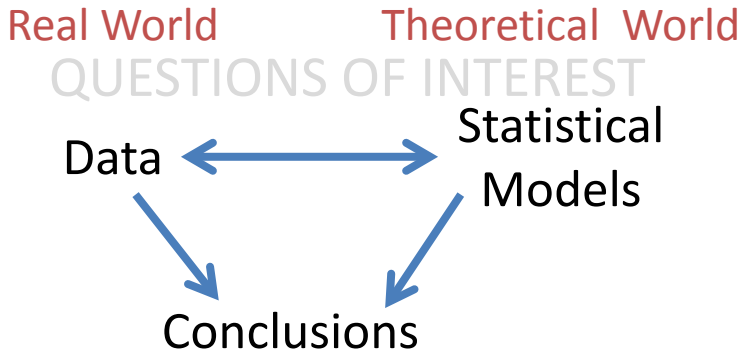 Real World
Theoretical World
QUESTIONS OF INTEREST
Data
Statistical
Models
Conclusions